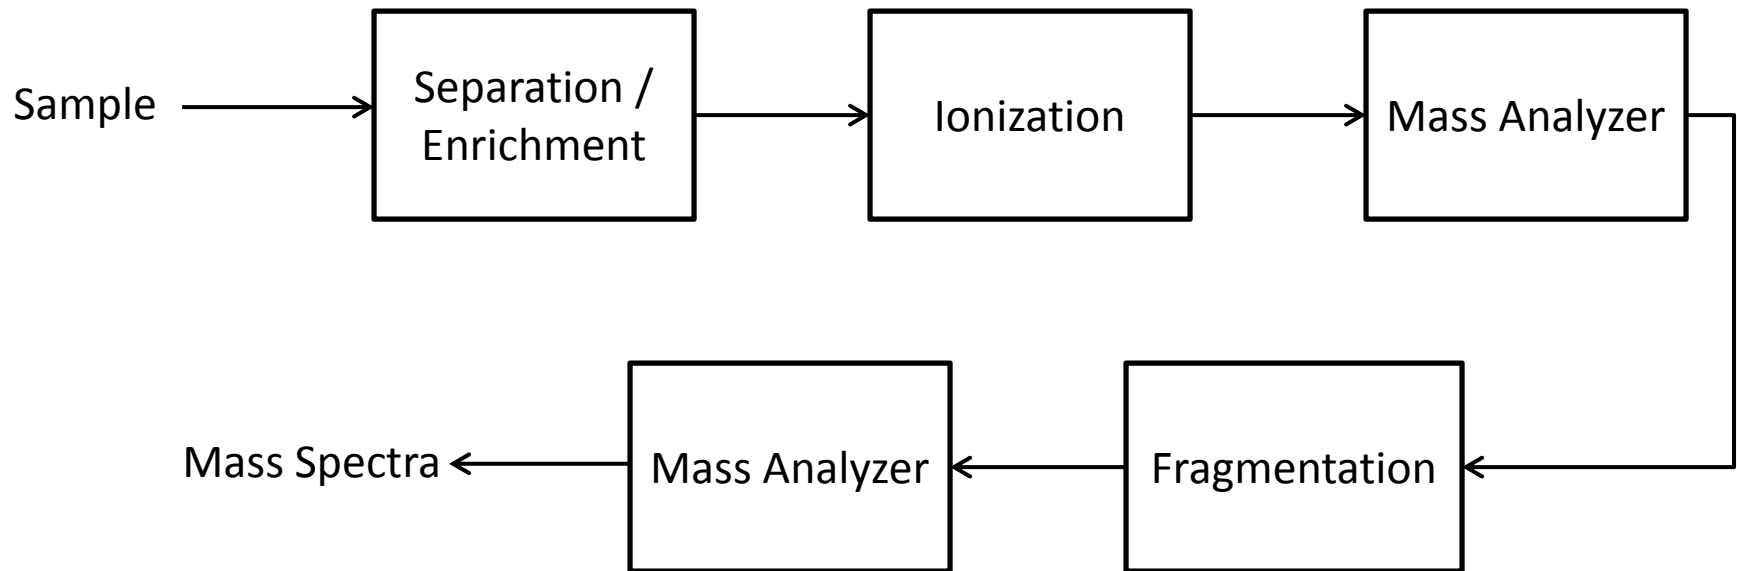 Sample
Separation /
Enrichment
Ionization
Mass Analyzer
Mass Spectra
Mass Analyzer
Fragmentation